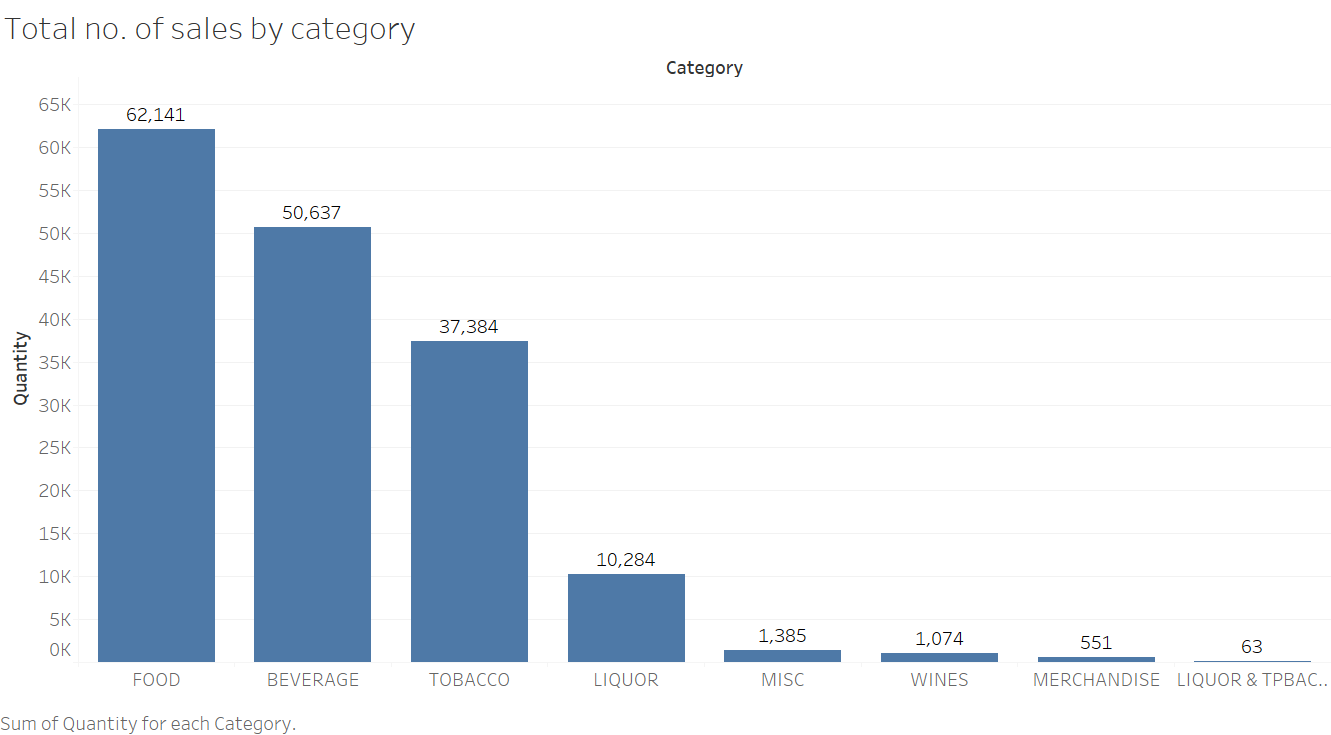 Total no. of sales by category
Category
Quantity
65K
60K
55K
50K
45K
40K
35K
30K
25K
20K
15K
10K
5K
0K
62,141
50,637
37,384
10,284
1,385
1,074
551
63
FOOD BEVERAGE TOBACCO LIQUOR MISC WINES MERCHANDISE LIQUOR & TPBAC..
Sum of Quantity for each Category.